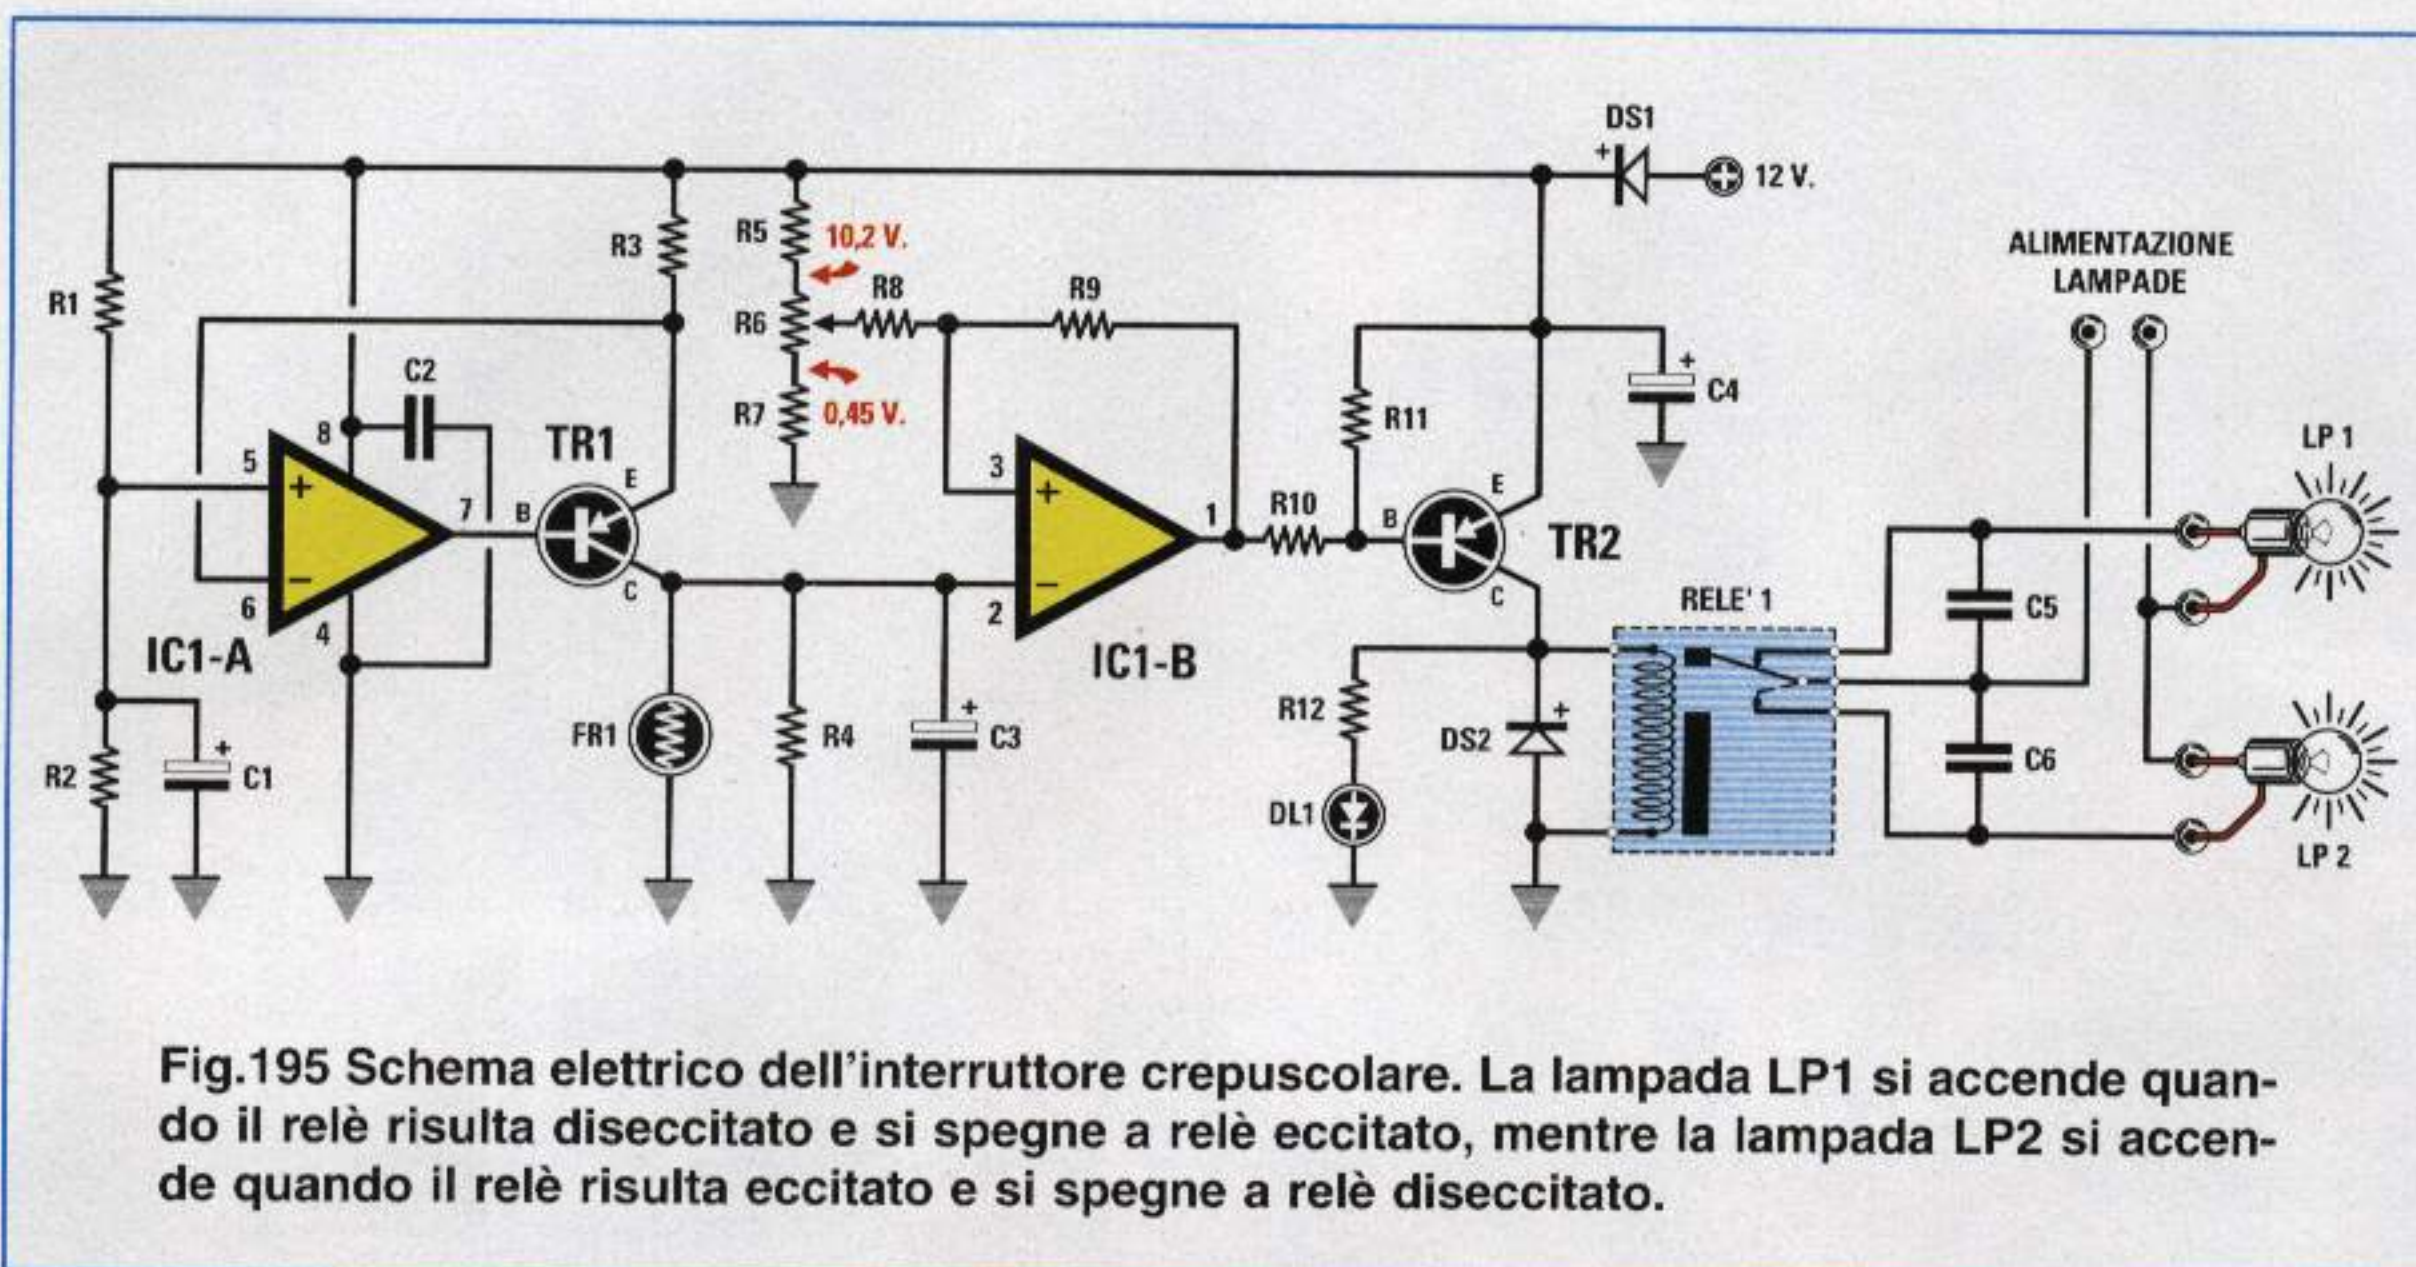 DS1
+
12 V.
R5
10,2 V.
R3
ALIMENTAZIONE
LAMPADE
R1
R8
R9
R6
C2
+
C4
R7
0,45 V.
R11
8
TR1
LP 1
5
+
E
3
+
R10
E
7
B
1
B
TR2
−
C
−
C
6
4
2
RELE' 1
C5
IC1-A
IC1-B
R12
+
FR1
R4
+
C3
DS2
R2
+
C1
C6
DL1
LP 2
Fig.195 Schema elettrico dell'interruttore crepuscolare. La lampada LP1 si accende quan-
do il relè risulta diseccitato e si spegne a relè eccitato, mentre la lampada LP2 si accen-
de quando il relè risulta eccitato e si spegne a relè diseccitato.